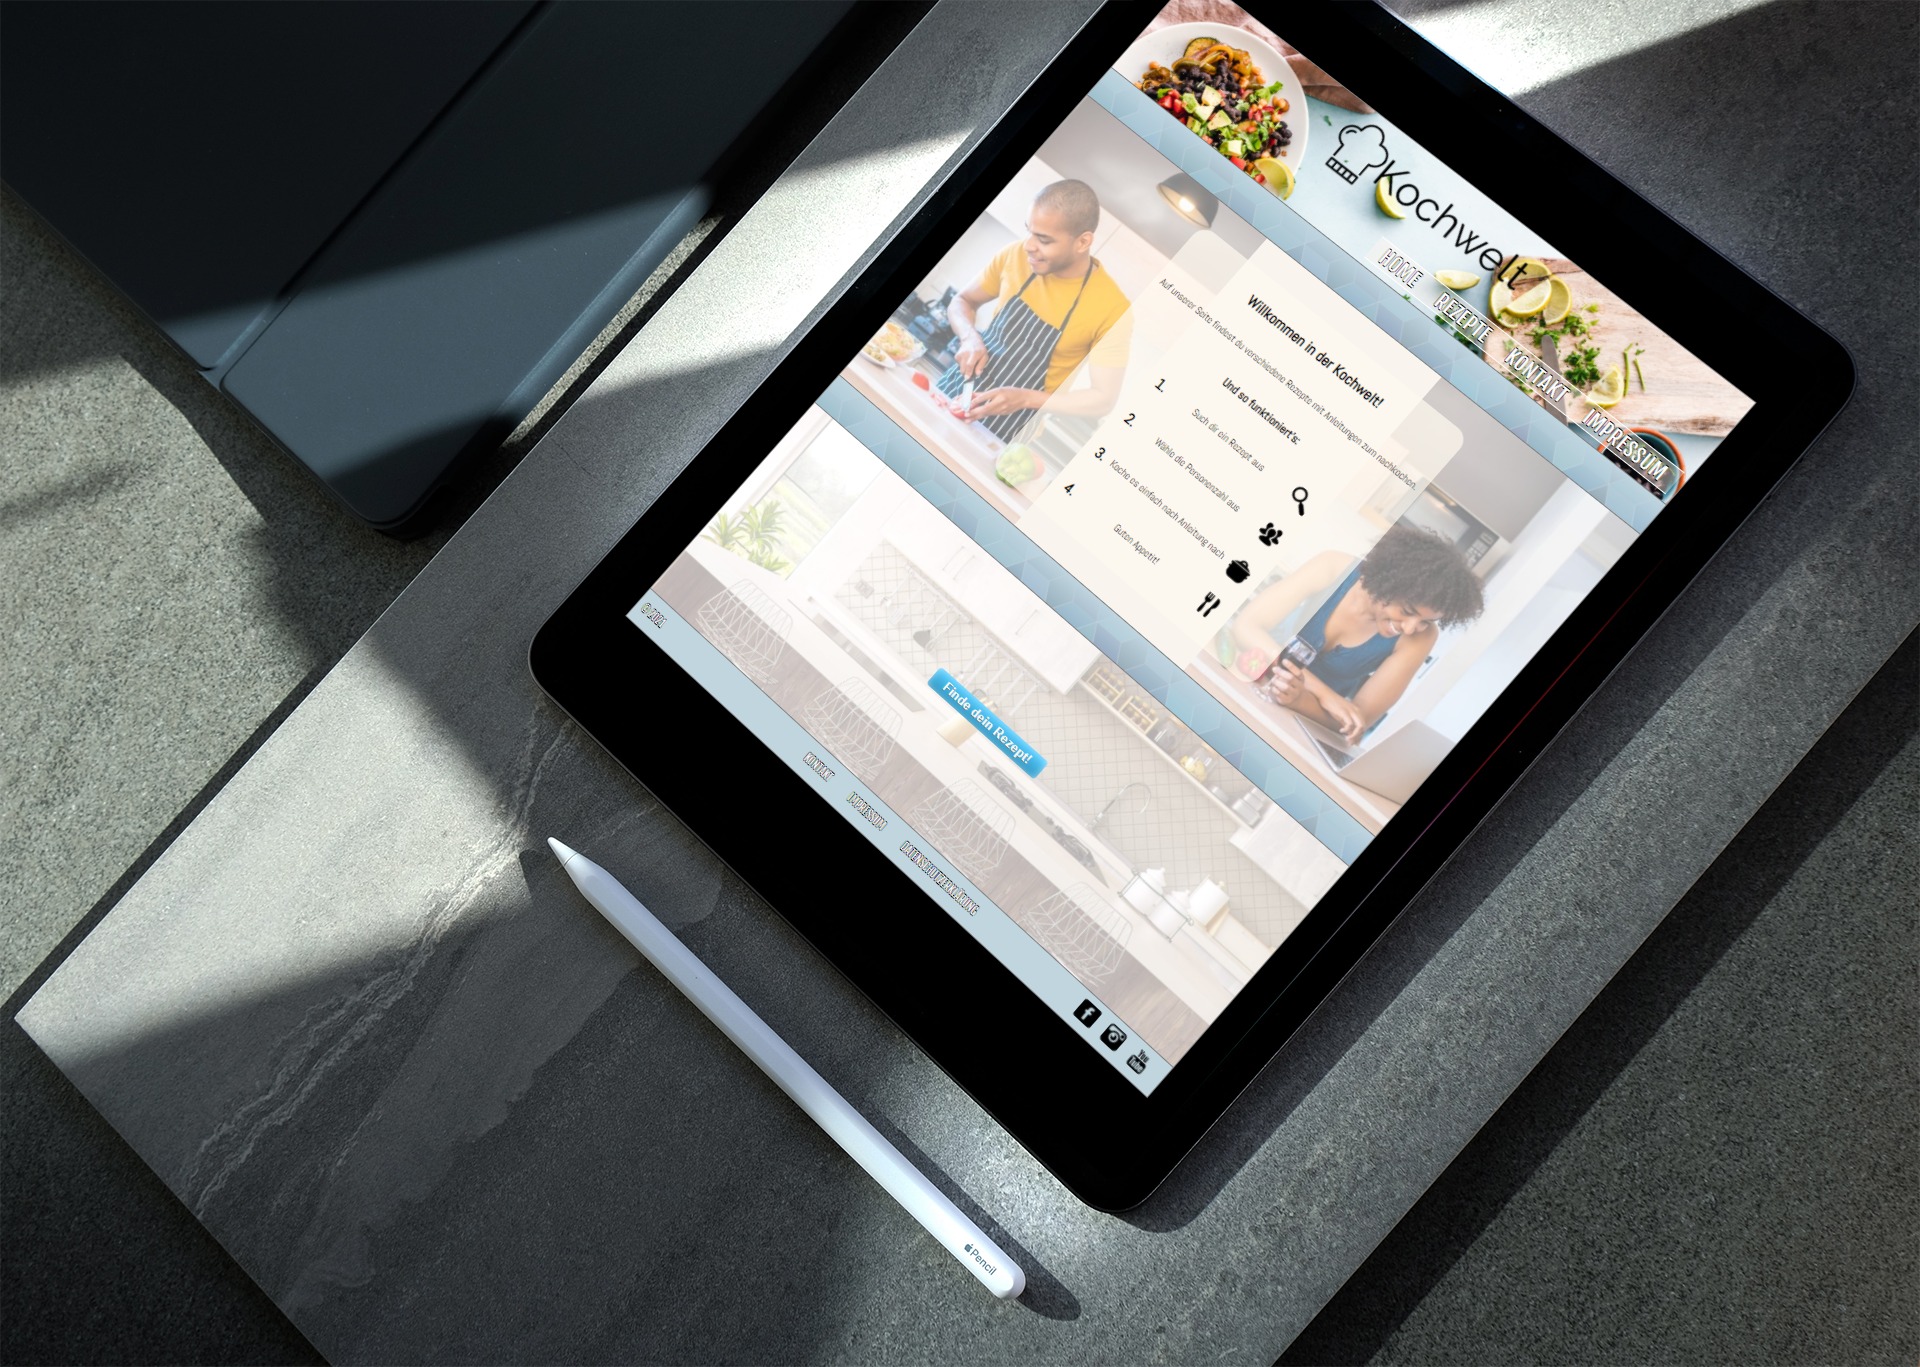 Kochwelt
HOME REZEPTE KONTAKT IMPRESSUM
Willkommen in der Kochwelt!
Auf unserer Seite findest du verschiedene Rezepte mit Anleitungen zum nachkochen.
Und so funktioniert's:
1. Such dir ein Rezept aus
2. Wähle die Personenzahl aus
3. Koche es einfach nach Anleitung nach
4. Guten Appetit!
Finde dein Rezept!
© 2021
KONTAKT IMPRESSUM DATENSCHUTZERKLÄRUNG
You Tube
Pencil